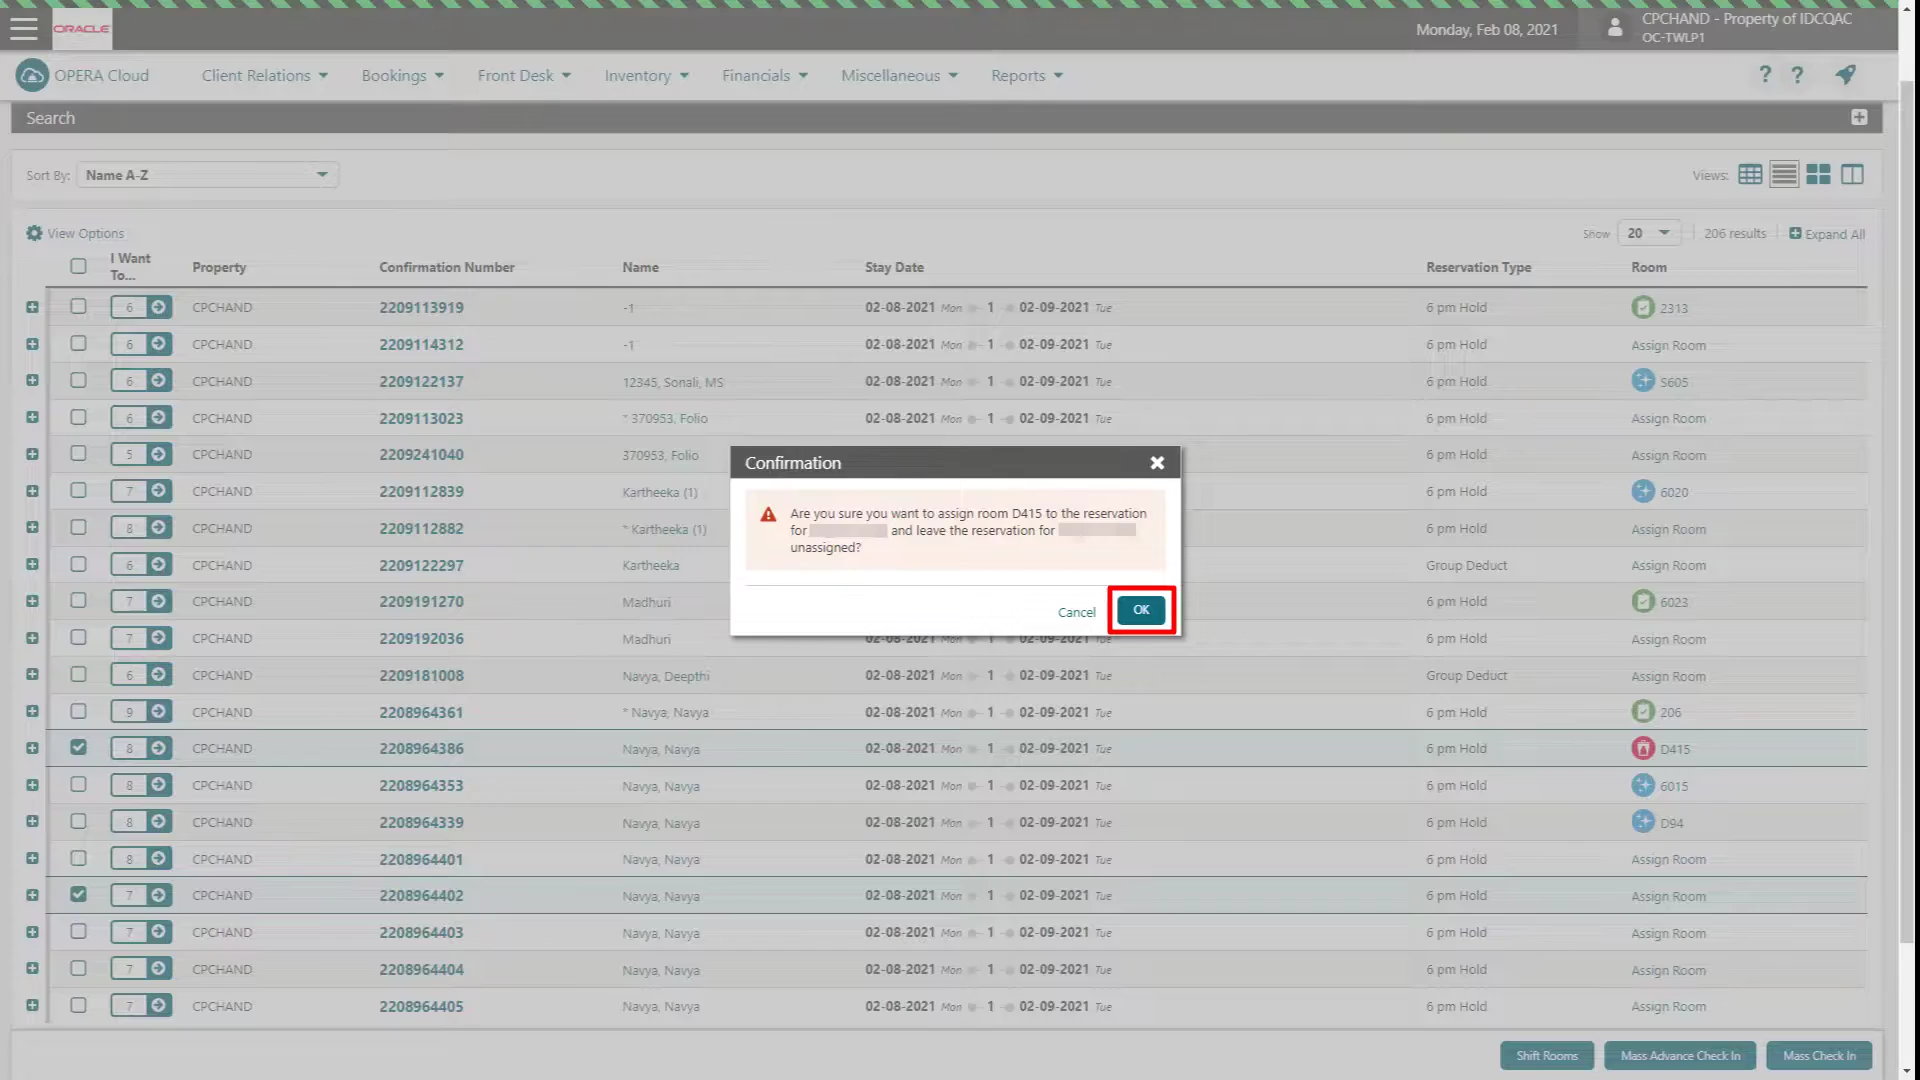 ORACLE
Monday, Feb 08, 2021
CPCHAND - Property of IDCQAC
OC-TWLP1
OPERA Cloud Client Relations Bookings Front Desk Inventory Financials Miscellaneous Reports ? ?
Search
Sort By: Name A-Z Views:
View Options Show 20 206 results Expand All
I Want To... Property Confirmation Number Name Stay Date Reservation Type Room
6 CPCHAND 2209113919 -1 02-08-2021 Mon 1 02-09-2021 Tue 6 pm Hold 2313
6 CPCHAND 2209114312 -1 02-08-2021 Mon 1 02-09-2021 Tue 6 pm Hold Assign Room
6 CPCHAND 2209122137 12345, Sonali, MS 02-08-2021 Mon 1 02-09-2021 Tue 6 pm Hold S605
6 CPCHAND 2209113023 * 370953, Folio 02-08-2021 Mon 1 02-09-2021 Tue 6 pm Hold Assign Room
5 CPCHAND 2209241040 370953, Folio 6 pm Hold Assign Room
7 CPCHAND 2209112839 Kartheeka (1) 6 pm Hold 6020
8 CPCHAND 2209112882 * Kartheeka (1) 6 pm Hold Assign Room
6 CPCHAND 2209122297 Kartheeka Group Deduct Assign Room
7 CPCHAND 2209191270 Madhuri 6 pm Hold 6023
7 CPCHAND 2209192036 Madhuri 02-08-2021 Mon 1 02-09-2021 Tue 6 pm Hold Assign Room
6 CPCHAND 2209181008 Navya, Deepthi 02-08-2021 Mon 1 02-09-2021 Tue Group Deduct Assign Room
9 CPCHAND 2208964361 * Navya, Navya 02-08-2021 Mon 1 02-09-2021 Tue 6 pm Hold 206
8 CPCHAND 2208964386 Navya, Navya 02-08-2021 Mon 1 02-09-2021 Tue 6 pm Hold D415
8 CPCHAND 2208964353 Navya, Navya 02-08-2021 Mon 1 02-09-2021 Tue 6 pm Hold 6015
8 CPCHAND 2208964339 Navya, Navya 02-08-2021 Mon 1 02-09-2021 Tue 6 pm Hold D94
8 CPCHAND 2208964401 Navya, Navya 02-08-2021 Mon 1 02-09-2021 Tue 6 pm Hold Assign Room
7 CPCHAND 2208964402 Navya, Navya 02-08-2021 Mon 1 02-09-2021 Tue 6 pm Hold Assign Room
7 CPCHAND 2208964403 Navya, Navya 02-08-2021 Mon 1 02-09-2021 Tue 6 pm Hold Assign Room
7 CPCHAND 2208964404 Navya, Navya 02-08-2021 Mon 1 02-09-2021 Tue 6 pm Hold Assign Room
7 CPCHAND 2208964405 Navya, Navya 02-08-2021 Mon 1 02-09-2021 Tue 6 pm Hold Assign Room
Confirmation
Are you sure you want to assign room D415 to the reservation
for and leave the reservation for
unassigned?
Cancel OK
Shift Rooms Mass Advance Check In Mass Check In